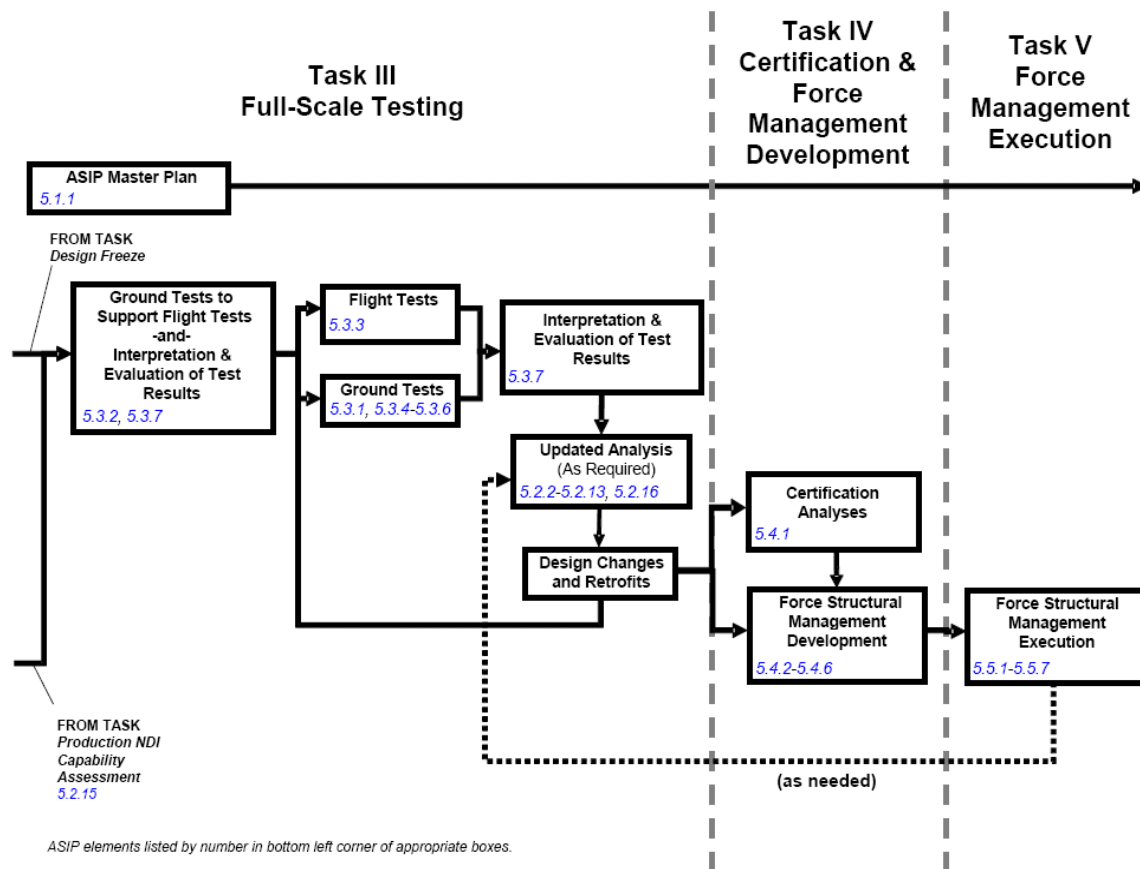 Task III
Full-Scale Testing
Task IV
Certification &
Force
Management
Development
Task V
Force
Management
Execution
ASIP Master Plan
5.1.1
FROM TASK
Design Freeze
Ground Tests to
Support Flight Tests
-and-
Interpretation &
Evaluation of Test
Results
5.3.2, 5.3.7
Flight Tests
5.3.3
Ground Tests
5.3.1, 5.3.4-5.3.6
Interpretation &
Evaluation of Test
Results
5.3.7
Updated Analysis
(As Required)
5.2.2-5.2.13, 5.2.16
Design Changes
and Retrofits
Certification
Analyses
5.4.1
Force Structural
Management
Development
5.4.2-5.4.6
Force Structural
Management
Execution
5.5.1-5.5.7
FROM TASK
Production NDI
Capability
Assessment
5.2.15
(as needed)
ASIP elements listed by number in bottom left corner of appropriate boxes.